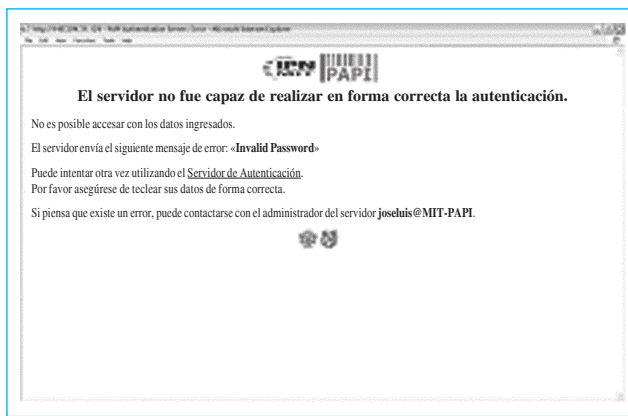 IPN PAPI
El servidor no fue capaz de realizar en forma correcta la autenticación.
No es posible accesar con los datos ingresados.
El servidor envía el siguiente mensaje de error: «Invalid Password»
Puede intentar otra vez utilizando el Servidor de Autenticación.
Por favor asegúrese de teclear sus datos de forma correcta.
Si piensa que existe un error, puede contactarse con el administrador del servidor joseluis@MIT-PAPI.